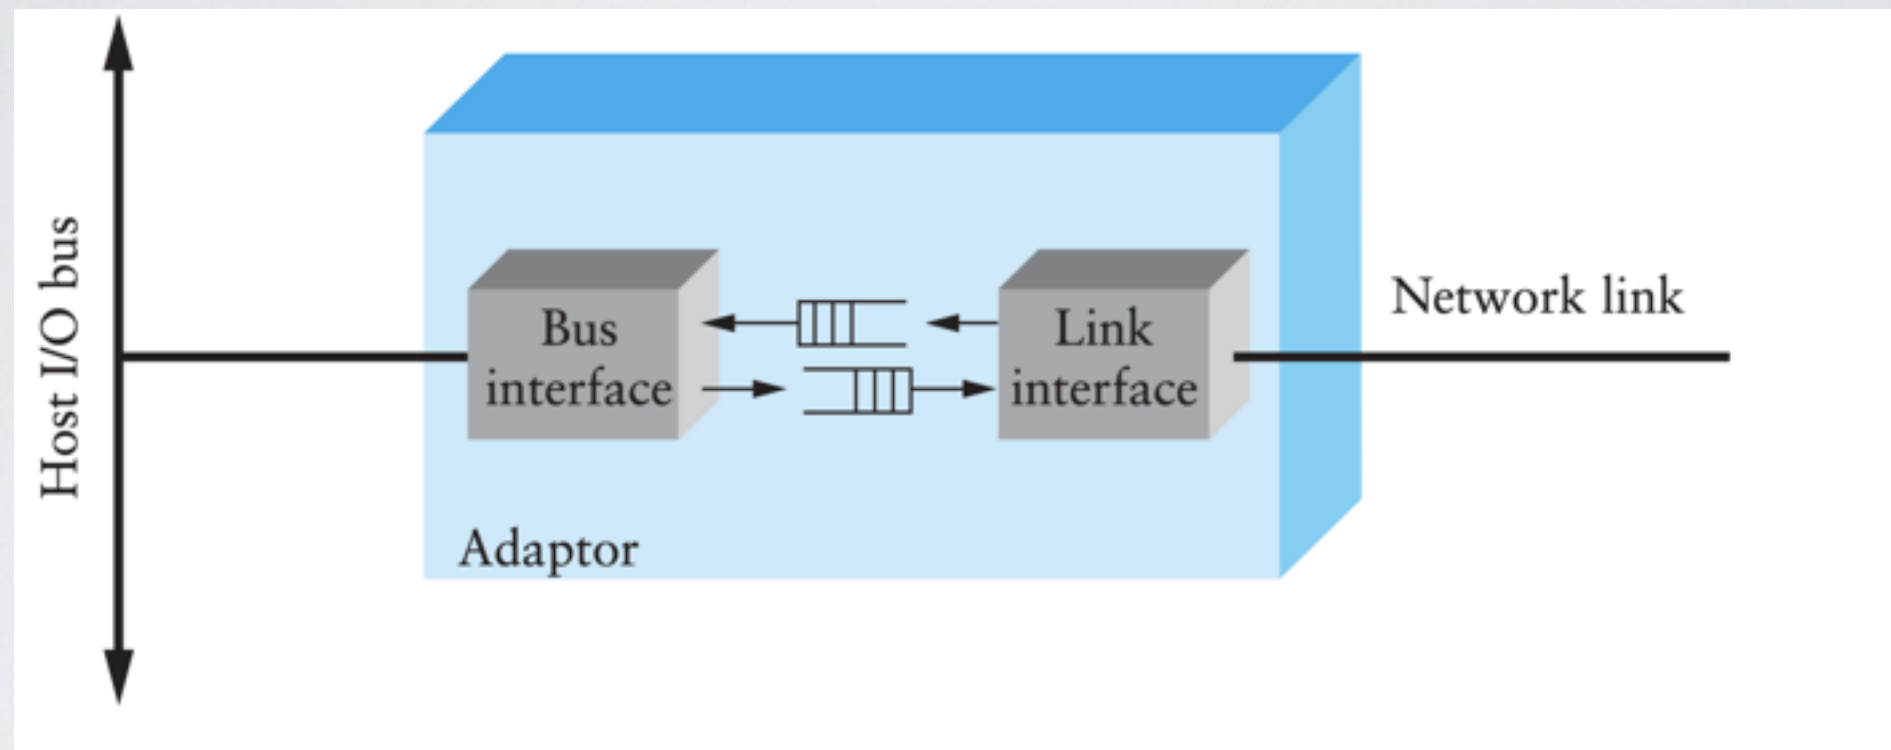 Host I/O bus
Bus
interface
Link
interface
Network link
Adaptor